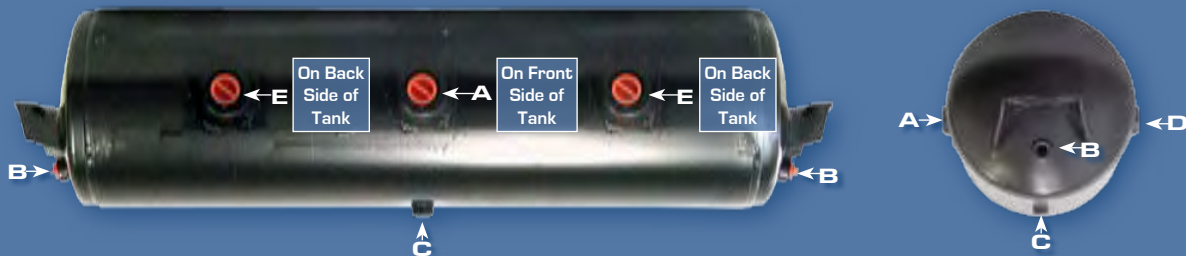 E
On Back
Side of
Tank
A
On Front
Side of
Tank
E
On Back
Side of
Tank
B
B
C
A
D
B
C